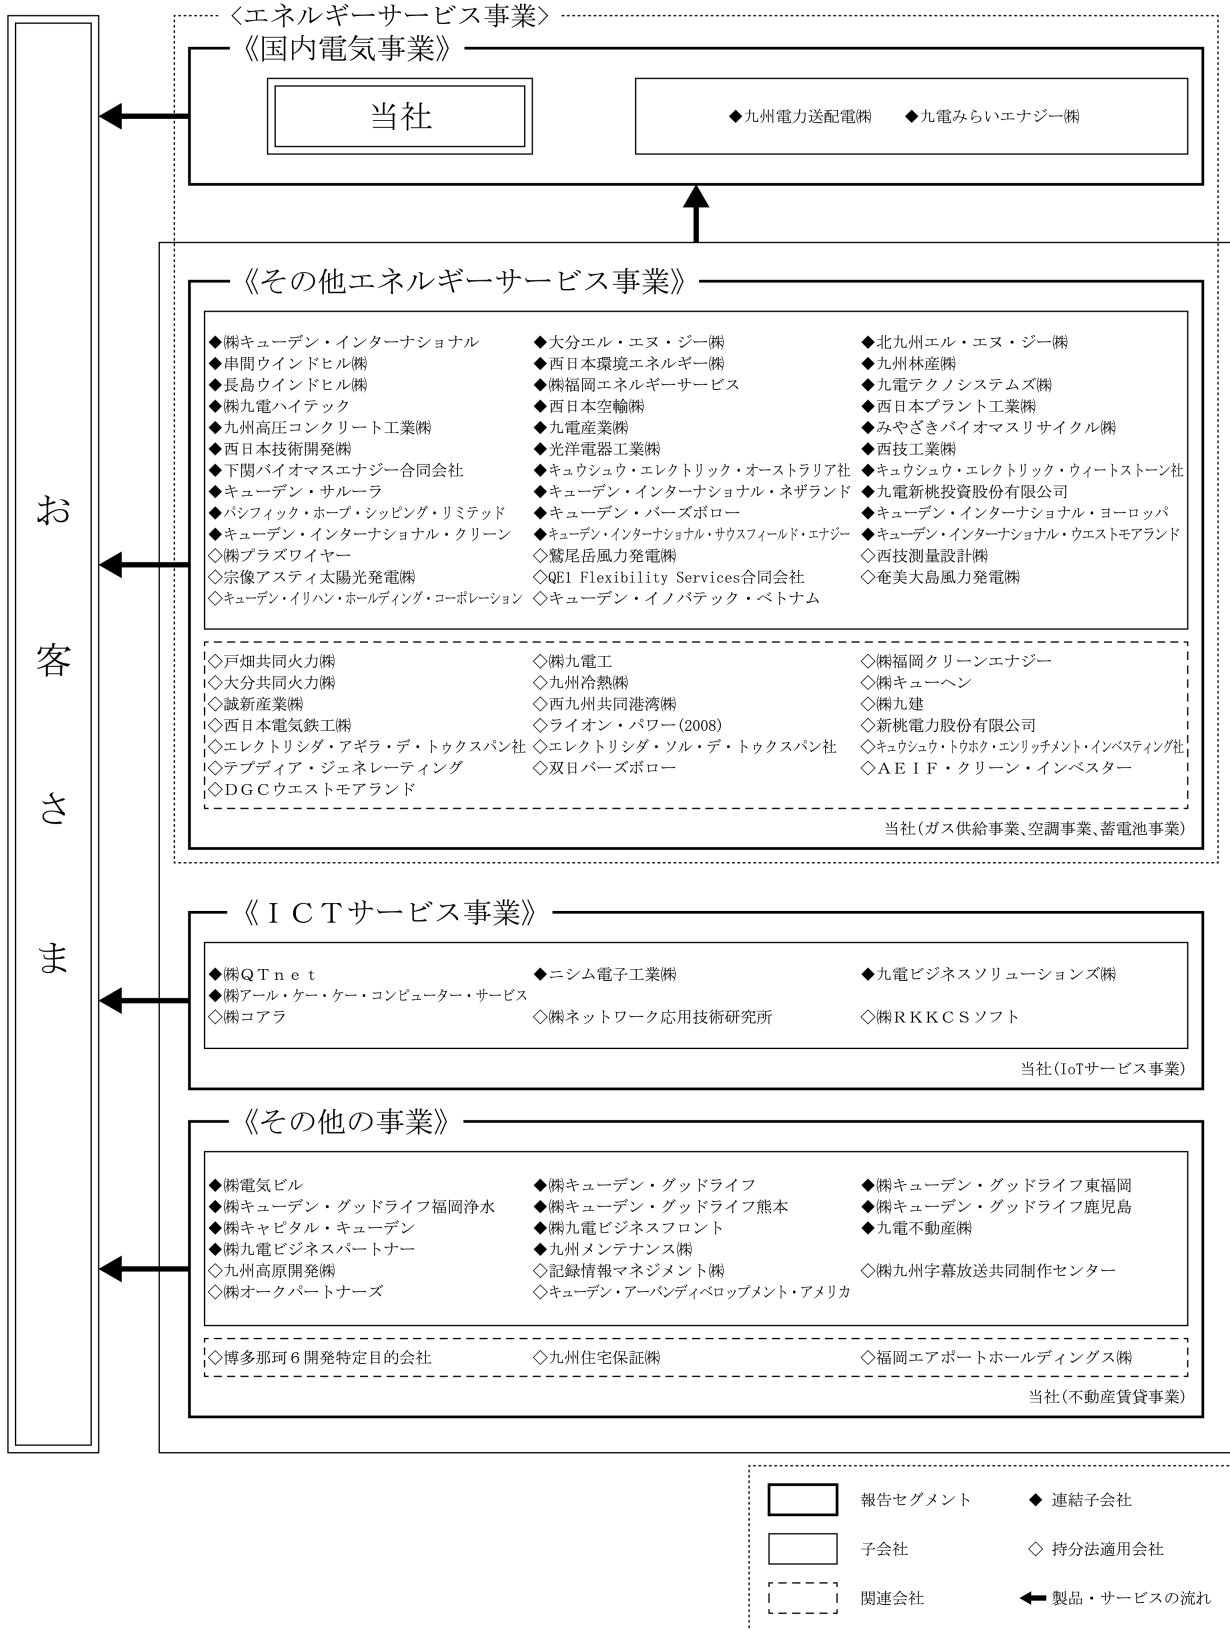 〈エネルギーサービス事業〉
《国内電気事業》
当社
◆九州電力送配電㈱ ◆九電みらいエナジー㈱
《その他エネルギーサービス事業》
◆㈱キューデン・インターナショナル ◆大分エル・エヌ・ジー㈱ ◆北九州エル・エヌ・ジー㈱
◆串間ウインドヒル㈱ ◆西日本環境エネルギー㈱ ◆九州林産㈱
◆長島ウインドヒル㈱ ◆㈱福岡エネルギーサービス ◆九電テクノシステムズ㈱
◆㈱九電ハイテック ◆西日本空輸㈱ ◆西日本プラント工業㈱
◆九州高圧コンクリート工業㈱ ◆九電産業㈱ ◆みやざきバイオマスリサイクル㈱
◆西日本技術開発㈱ ◆光洋電器工業㈱ ◆西技工業㈱
◆下関バイオマスエナジー合同会社 ◆キュウシュウ・エレクトリック・オーストラリア社 ◆キュウシュウ・エレクトリック・ウィートストーン社
◆キューデン・サルーラ ◆キューデン・インターナショナル・ネザランド ◆九電新桃投資股份有限公司
◆パシフィック・ホープ・シッピング・リミテッド ◆キューデン・バーズボロー ◆キューデン・インターナショナル・ヨーロッパ
◆キューデン・インターナショナル・クリーン ◆キューデン・インターナショナル・サウスフィールド・エナジー ◆キューデン・インターナショナル・ウエストモアランド
◇㈱プラズワイヤー ◇鷲尾岳風力発電㈱ ◇西技測量設計㈱
◇宗像アスティ太陽光発電㈱ ◇QE1 Flexibility Services合同会社 ◇奄美大島風力発電㈱
◇キューデン・イリハン・ホールディング・コーポレーション ◇キューデン・イノバテック・ベトナム
◇戸畑共同火力㈱ ◇㈱九電工 ◇㈱福岡クリーンエナジー
◇大分共同火力㈱ ◇九州冷熱㈱ ◇㈱キューヘン
◇誠新産業㈱ ◇西九州共同港湾㈱ ◇㈱九建
◇西日本電気鉄工㈱ ◇ライオン・パワー(2008) ◇新桃電力股份有限公司
◇エレクトリシダ・アギラ・デ・トゥクスパン社 ◇エレクトリシダ・ソル・デ・トゥクスパン社 ◇キュウシュウ・トウホク・エンリッチメント・インベスティング社
◇テプディア・ジェネレーティング ◇双日バーズボロー ◇AEIF・クリーン・インベスター
◇DGCウエストモアランド
当社(ガス供給事業、空調事業、蓄電池事業)
《ICTサービス事業》
◆㈱QTnet ◆ニシム電子工業㈱ ◆九電ビジネスソリューションズ㈱
◆㈱アール・ケー・ケー・コンピューター・サービス
◇㈱コアラ ◇㈱ネットワーク応用技術研究所 ◇㈱RKKCSソフト
当社(IoTサービス事業)
《その他の事業》
◆㈱電気ビル ◆㈱キューデン・グッドライフ ◆㈱キューデン・グッドライフ東福岡
◆㈱キューデン・グッドライフ福岡浄水 ◆㈱キューデン・グッドライフ熊本 ◆㈱キューデン・グッドライフ鹿児島
◆㈱キャピタル・キューデン ◆㈱九電ビジネスフロント ◆九電不動産㈱
◆㈱九電ビジネスパートナー ◆九州メンテナンス㈱
◇九州高原開発㈱ ◇記録情報マネジメント㈱ ◇㈱九州字幕放送共同制作センター
◇㈱オークパートナーズ ◇キューデン・アーバンディベロップメント・アメリカ
◇博多那珂6開発特定目的会社 ◇九州住宅保証㈱ ◇福岡エアポートホールディングス㈱
当社(不動産賃貸事業)
お客さま
報告セグメント ◆ 連結子会社
子会社 ◇ 持分法適用会社
関連会社 製品・サービスの流れ